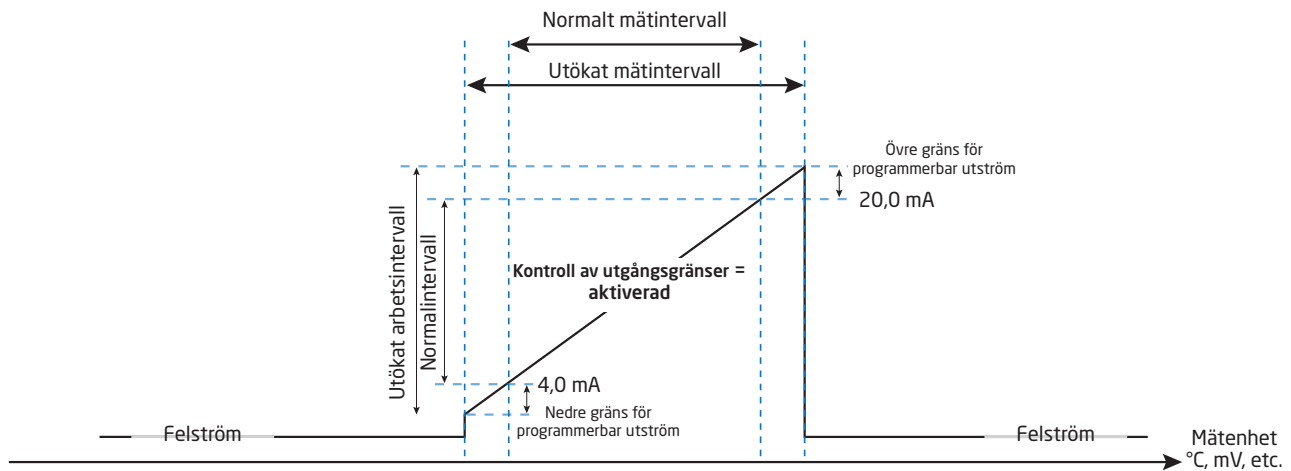 Normalt mätintervall
Utökat mätintervall
Övre gräns för
programmerbar utström
20,0 mA
Utökat arbetsintervall
Normalintervall
Kontroll av utgångsgränser =
aktiverad
4,0 mA
Nedre gräns för
programmerbar utström
Felström
Felström
Mätenhet
°C, mV, etc.